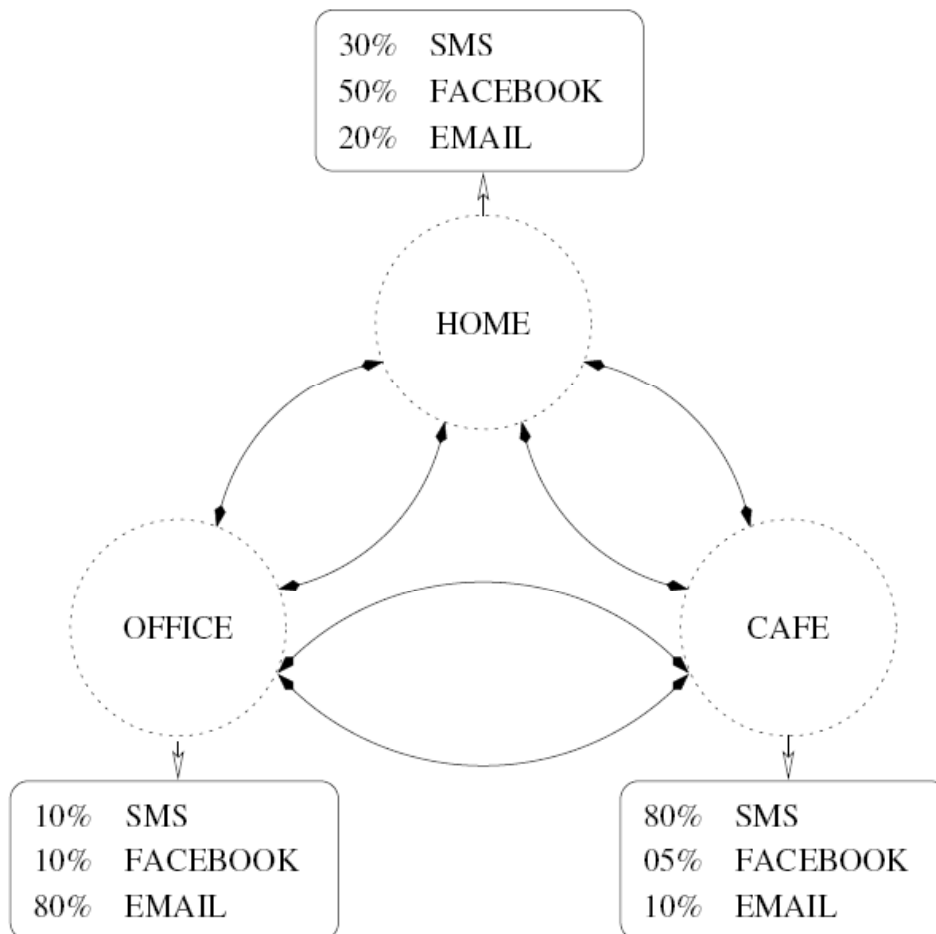 30% SMS
50% FACEBOOK
20% EMAIL
HOME
OFFICE
CAFE
10% SMS
10% FACEBOOK
80% EMAIL
80% SMS
05% FACEBOOK
10% EMAIL